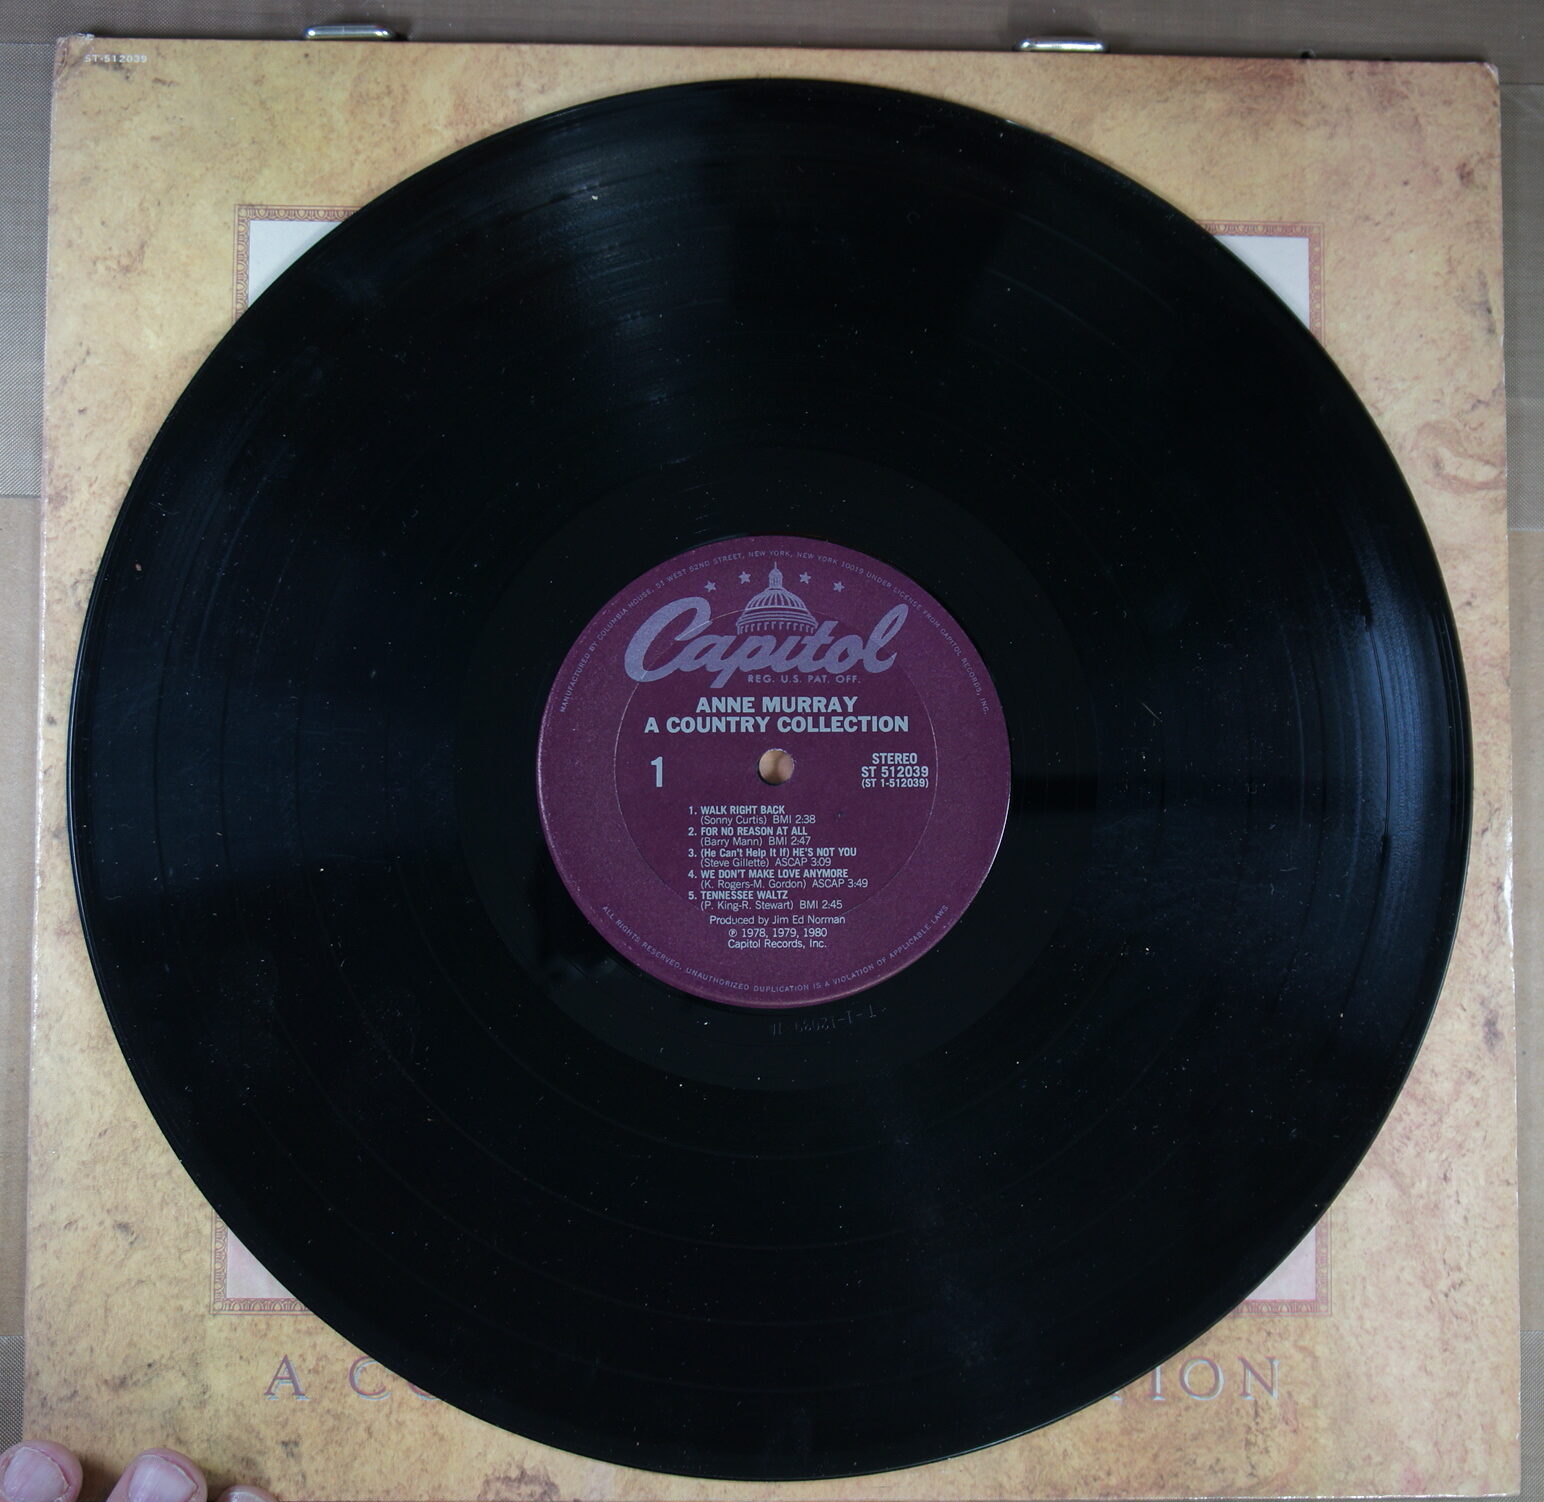 ST-512039
MANUFACTURED BY COLUMBIA HOUSE, 51 WEST 52ND STREET, NEW YORK, NEW YORK 10019 UNDER LICENSE FROM CAPITOL RECORDS, INC.
Capitol
REG. U.S. PAT. OFF.
ANNE MURRAY
A COUNTRY COLLECTION
1
STEREO
ST 512039
(ST 1-512039)
1. WALK RIGHT BACK
(Sonny Curtis) BMI 2:38
2. FOR NO REASON AT ALL
(Barry Mann) BMI 2:47
3. (He Can't Help It If) HE'S NOT YOU
(Steve Gillette) ASCAP 3:09
4. WE DON'T MAKE LOVE ANYMORE
(K. Rogers-M. Gordon) ASCAP 3:49
5. TENNESSEE WALTZ
(P. King-R. Stewart) BMI 2:45
Produced by Jim Ed Norman
℗ 1978, 1979, 1980
Capitol Records, Inc.
ALL RIGHTS RESERVED. UNAUTHORIZED DUPLICATION IS A VIOLATION OF APPLICABLE LAWS
A CO TION